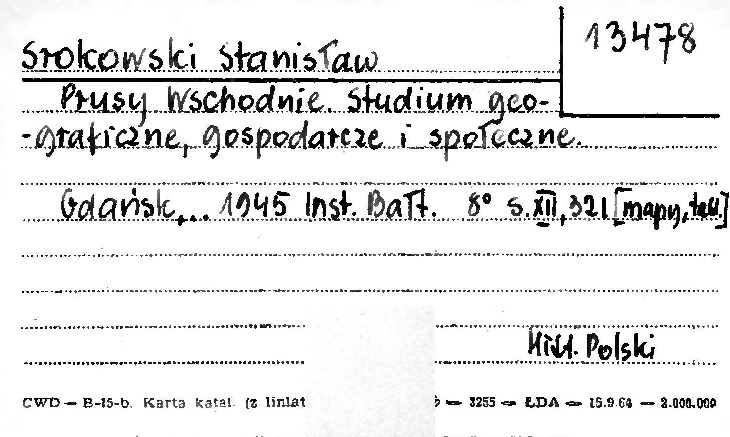 13478
Srokowski Stanisław
Prusy Wschodnie. Studium geo-
-graficzne, gospodarcze i społeczne.
Gdańsk,... 1945 Inst. Bałt. 8° s. XII, 321 [mapy, tab.]
Hist. Polski
CWD — B-15-b. Karta katal. (z liniat — 3255 — ŁDA — 15.9.64 — 2.000.000